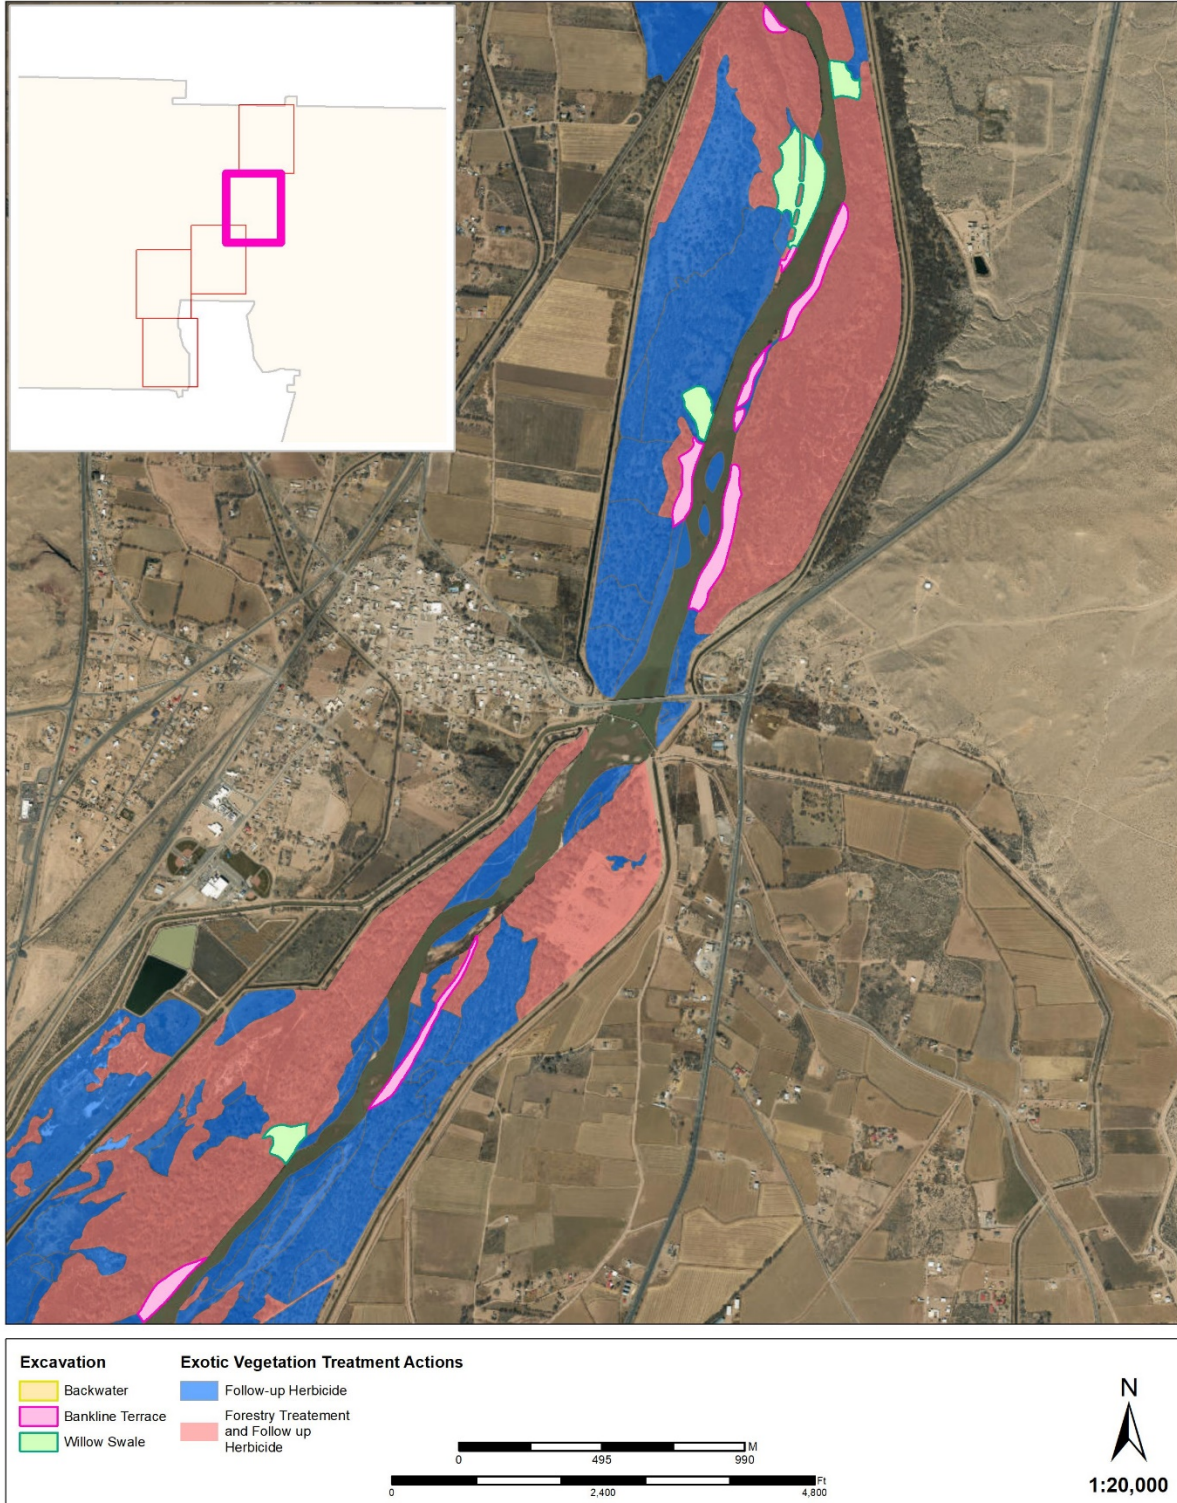 Excavation
Backwater
Bankline Terrace
Willow Swale
Exotic Vegetation Treatment Actions
Follow-up Herbicide
Forestry Treatement
and Follow up
Herbicide
M
0 495 990
Ft
0 2,400 4,800
N
1:20,000